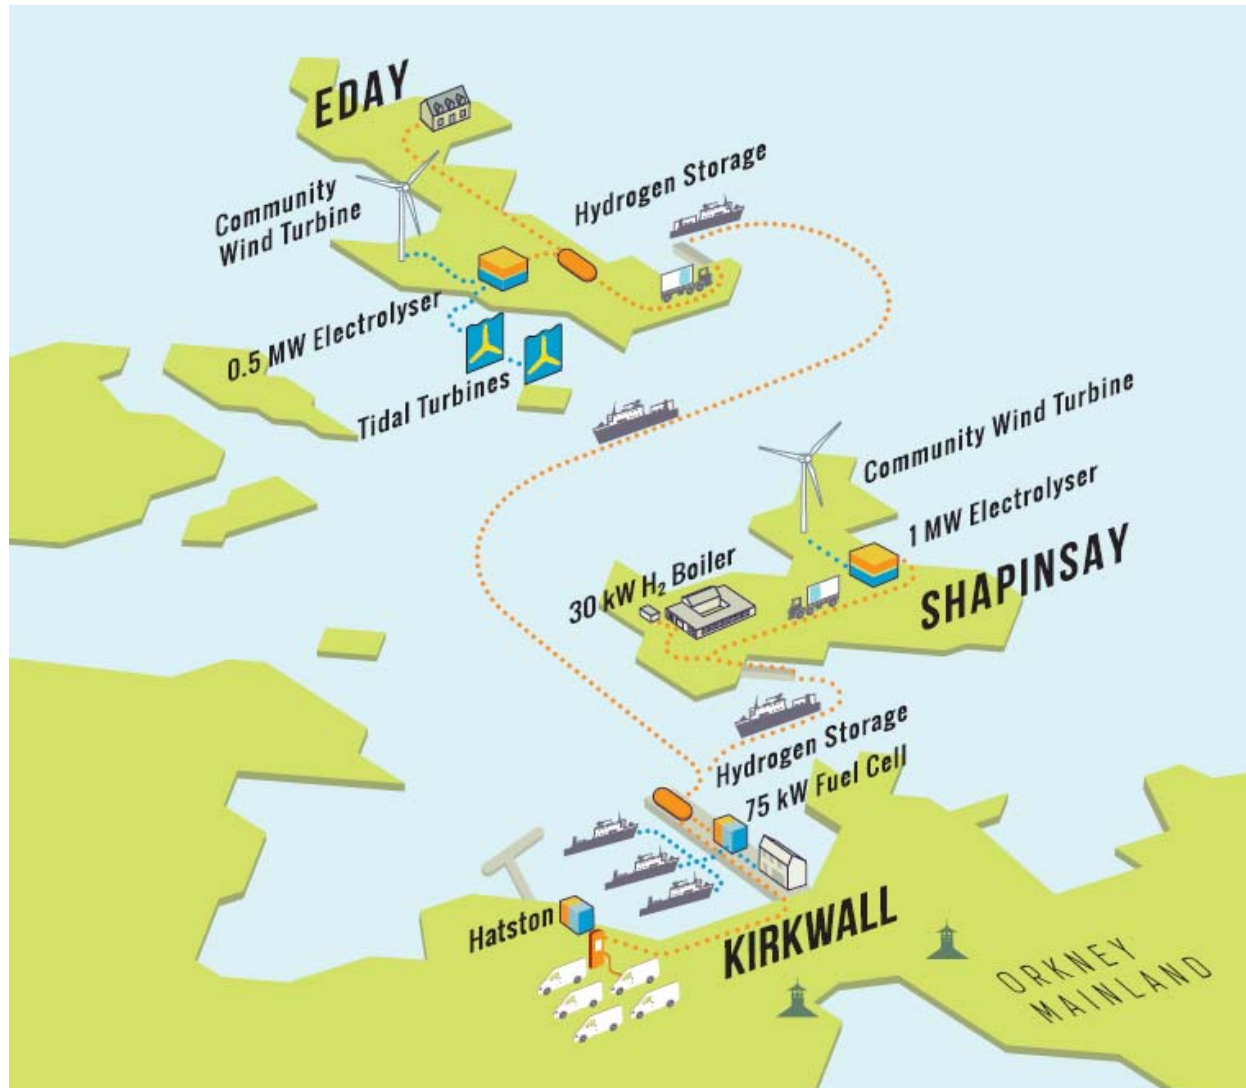 EDAY
Community
Wind Turbine
Hydrogen Storage
0.5 MW Electrolyser
Tidal Turbines
Community Wind Turbine
1 MW Electrolyser
30 kW H₂ Boiler
SHAPINSAY
Hydrogen Storage
75 kW Fuel Cell
Hatston
KIRKWALL
ORKNEY
MAINLAND